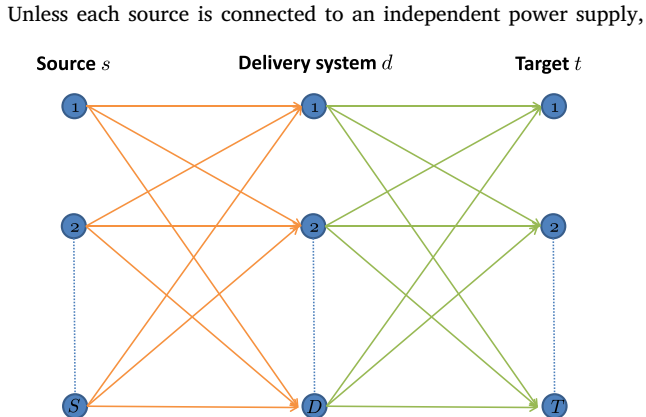 Unless each source is connected to an independent power supply,
Source s Delivery system d Target t
1 1 1
2 2 2
S D T